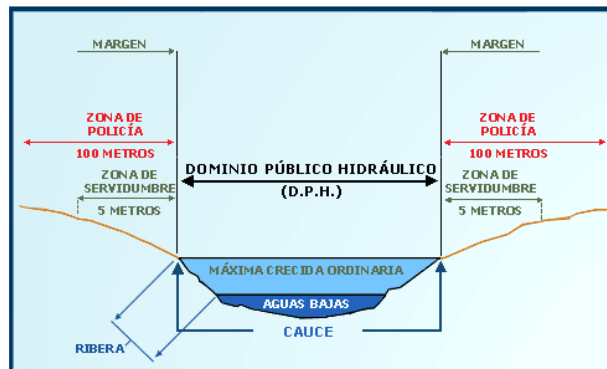 MARGEN
MARGEN
ZONA DE
POLICÍA
100 METROS
ZONA DE
POLICÍA
100 METROS
DOMINIO PÚBLICO HIDRÁULICO
(D.P.H.)
ZONA DE
SERVIDUMBRE
5 METROS
ZONA DE
SERVIDUMBRE
5 METROS
MÁXIMA CRECIDA ORDINARIA
AGUAS BAJAS
CAUCE
RIBERA